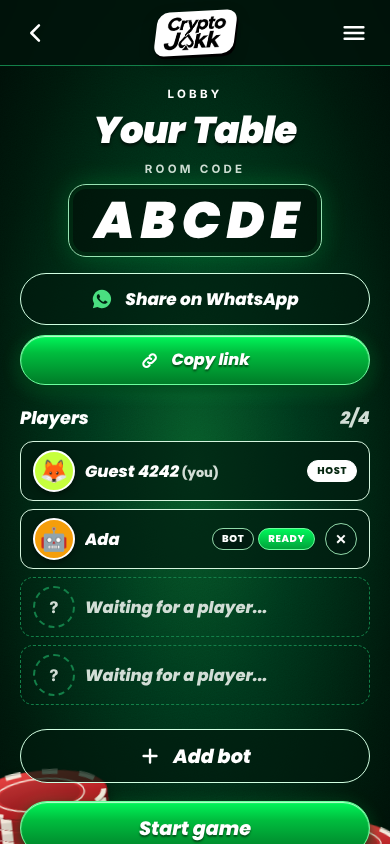 Crypto
Jokk
LOBBY
Your Table
ROOM CODE
ABCDE
Share on WhatsApp
Copy link
Players 2/4
Guest 4242 (you) HOST
Ada BOT READY
? Waiting for a player...
? Waiting for a player...
Add bot
Start game